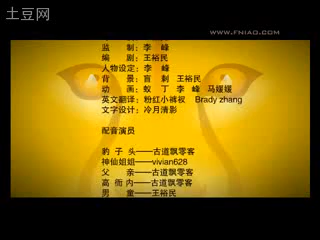 土豆网
WWW.FNIAO.COM
监 制：李 峰
编 剧：王裕民
人物设定：李 峰
背 景：盲 刺 王裕民
动 画：蚁 丁 李 峰 马媛媛
英文翻译：粉红小裤衩 Brady zhang
文字设计：冷月清影
配音演员
豹 子 头——古道飘零客
神仙姐姐——vivian628
父 亲——古道飘零客
高 衙 内——古道飘零客
男 童——王裕民